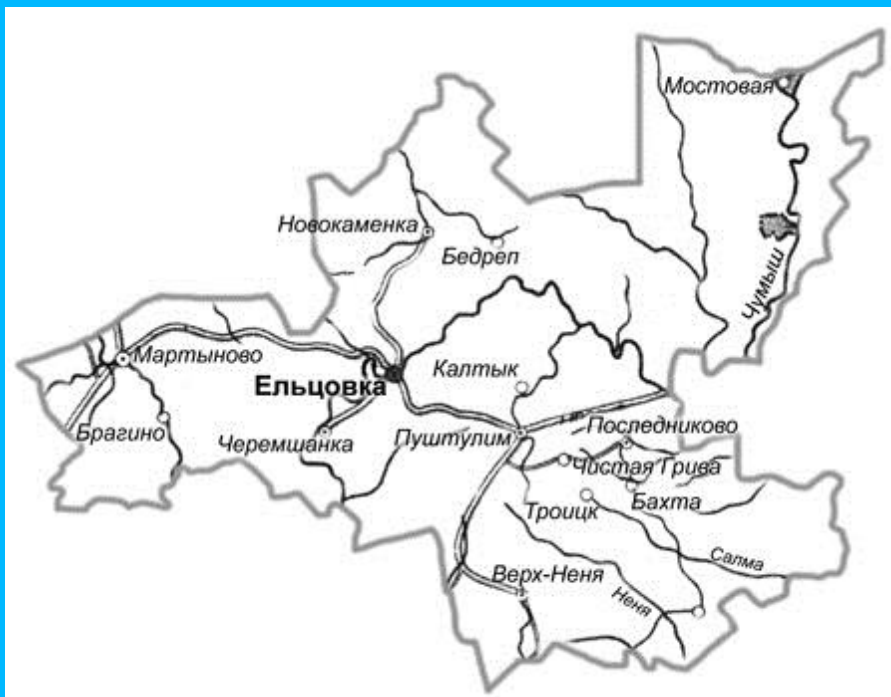 Мостовая
Новокаменка
Бедреп
Чумыш
Мартыново
Калтык
Ельцовка
Брагино
Черемшанка
Пуштулим
Последниково
Чистая Грива
Бахта
Троицк
Салма
Верх-Неня
Неня